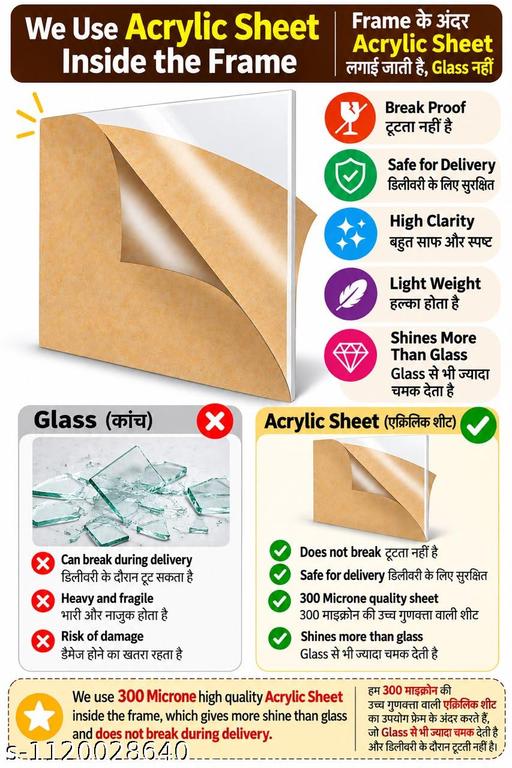 We Use Acrylic Sheet
Inside the Frame
Frame के अंदर
Acrylic Sheet
लगाई जाती है, Glass नहीं
Break Proof
टूटता नहीं है
Safe for Delivery
डिलीवरी के लिए सुरक्षित
High Clarity
बहुत साफ और स्पष्ट
Light Weight
हल्का होता है
Shines More
Than Glass
Glass से भी ज्यादा
चमक देता है
Glass (कांच)
Can break during delivery
डिलीवरी के दौरान टूट सकता है
Heavy and fragile
भारी और नाजुक होता है
Risk of damage
डैमेज होने का खतरा रहता है
Acrylic Sheet (एक्रिलिक शीट)
Does not break टूटता नहीं है
Safe for delivery डिलीवरी के लिए सुरक्षित
300 Microne quality sheet
300 माइक्रोन की उच्च गुणवत्ता वाली शीट
Shines more than glass
Glass से भी ज्यादा चमक देता है
We use 300 Microne high quality Acrylic Sheet
inside the frame, which gives more shine than glass
and does not break during delivery.
हम 300 माइक्रोन की
उच्च गुणवत्ता वाली एक्रिलिक शीट
का उपयोग फ्रेम के अंदर करते हैं,
जो Glass से भी ज्यादा चमक देती है
और डिलीवरी के दौरान टूटती नहीं है।
s-1120028640